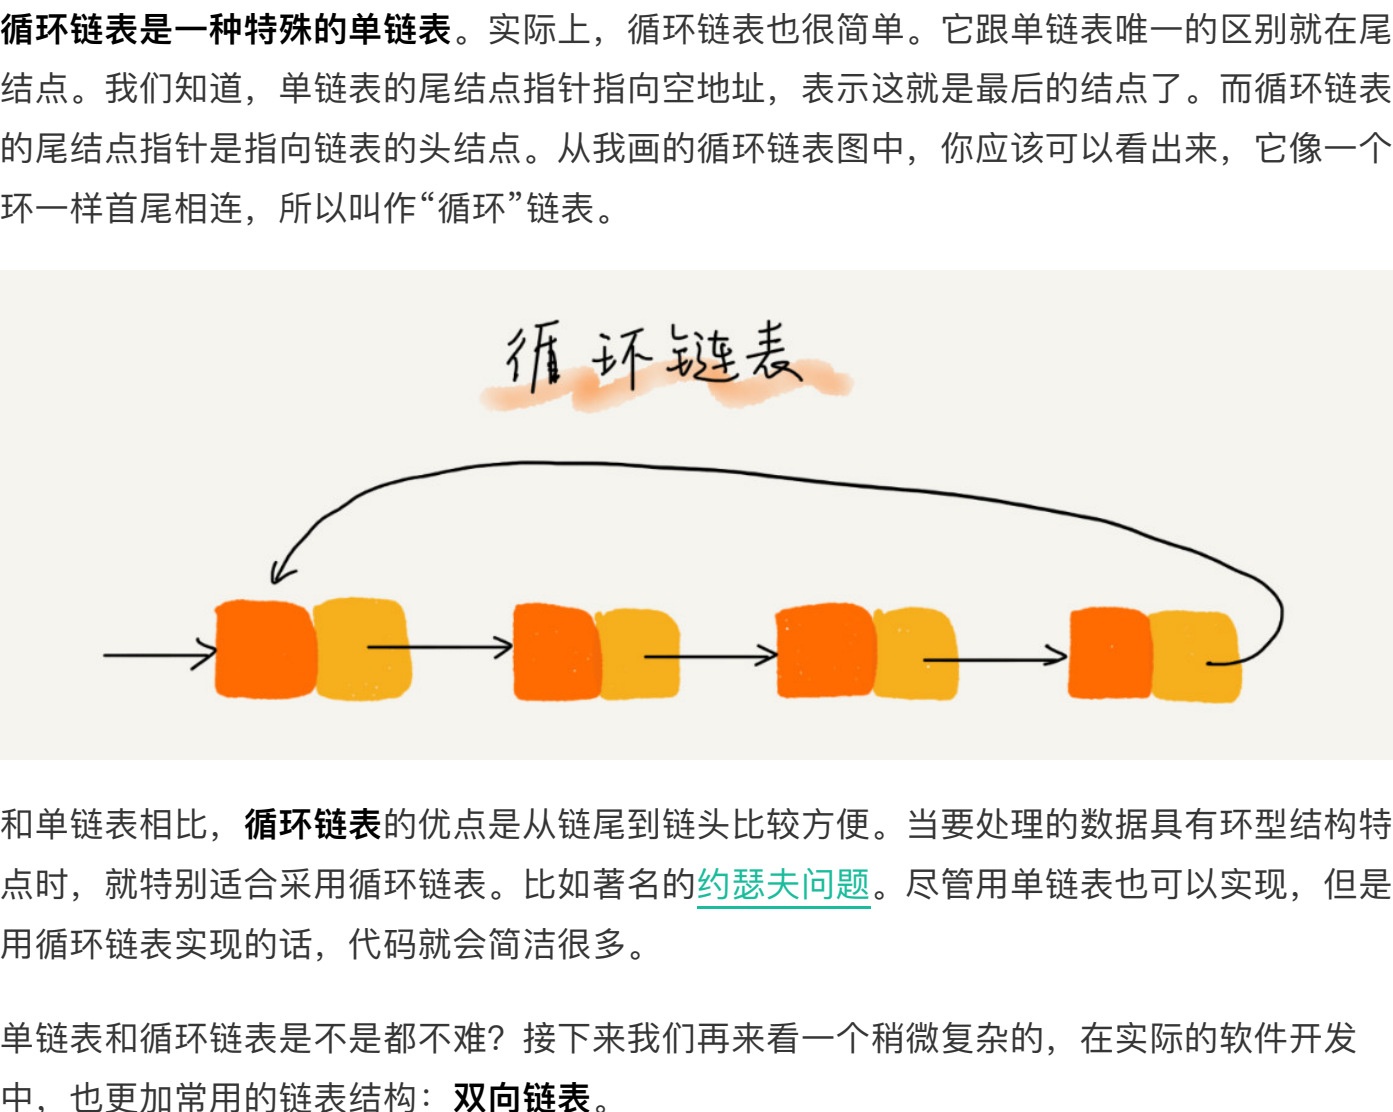 循环链表是一种特殊的单链表。实际上，循环链表也很简单。它跟单链表唯一的区别就在尾
结点。我们知道，单链表的尾结点指针指向空地址，表示这就是最后的结点了。而循环链表
的尾结点指针是指向链表的头结点。从我画的循环链表图中，你应该可以看出来，它像一个
环一样首尾相连，所以叫作“循环”链表。
循环链表
和单链表相比，循环链表的优点是从链尾到链头比较方便。当要处理的数据具有环型结构特
点时，就特别适合采用循环链表。比如著名的约瑟夫问题。尽管用单链表也可以实现，但是
用循环链表实现的话，代码就会简洁很多。
单链表和循环链表是不是都不难？接下来我们再来看一个稍微复杂的，在实际的软件开发
中，也更加常用的链表结构：双向链表。